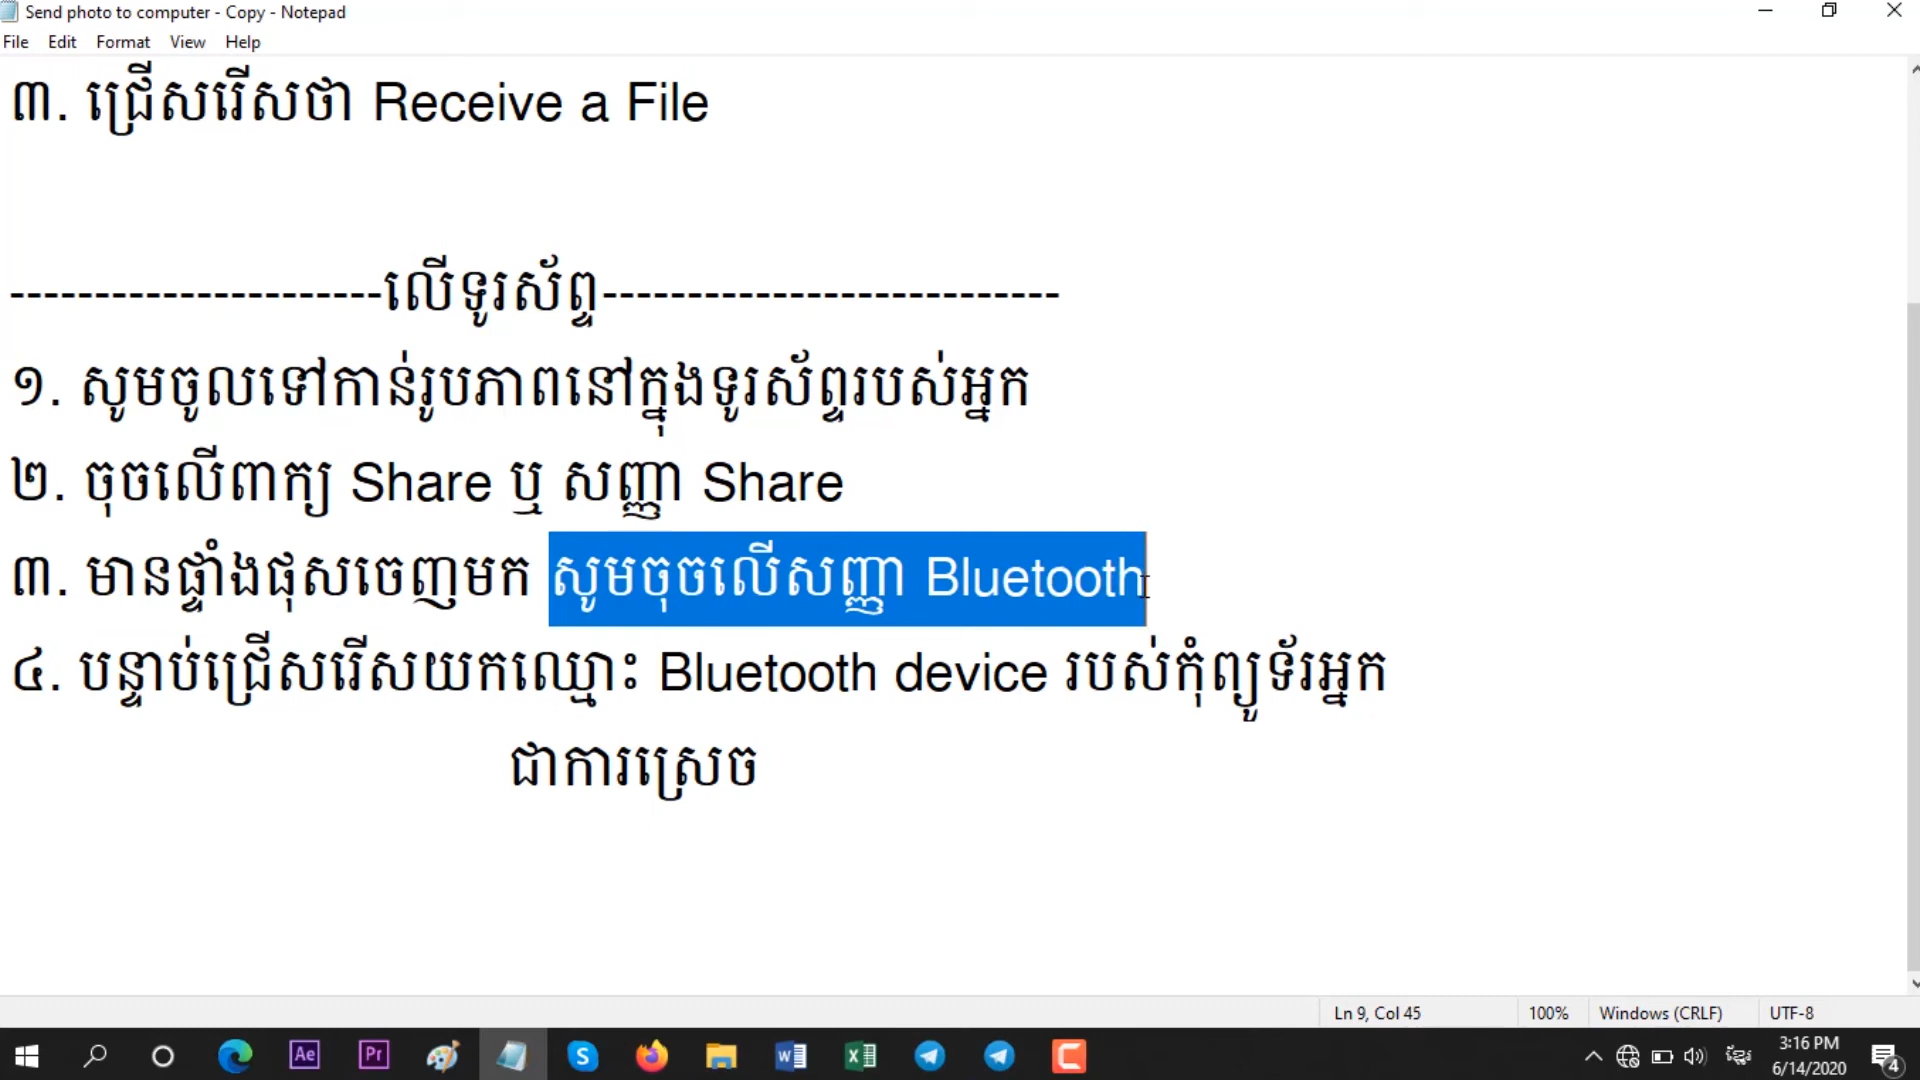 Send photo to computer - Copy - Notepad
File Edit Format View Help
៣. ជ្រើសរើសថា Receive a File
----------------------លើទូរស័ព្ទ---------------------------
១. សូមចូលទៅកាន់រូបភាពនៅក្នុងទូរស័ព្ទរបស់អ្នក
២. ចុចលើពាក្យ Share ឬ សញ្ញា Share
៣. មានផ្ទាំងផុសចេញមក សូមចុចលើសញ្ញា Bluetooth
៤. បន្ទាប់ជ្រើសរើសយកឈ្មោះ Bluetooth device របស់កុំព្យូទ័រអ្នក
ជាការស្រេច
Ln 9, Col 45 100% Windows (CRLF) UTF-8
Ae Pr ខ្មែរ 3:16 PM
6/14/2020 4